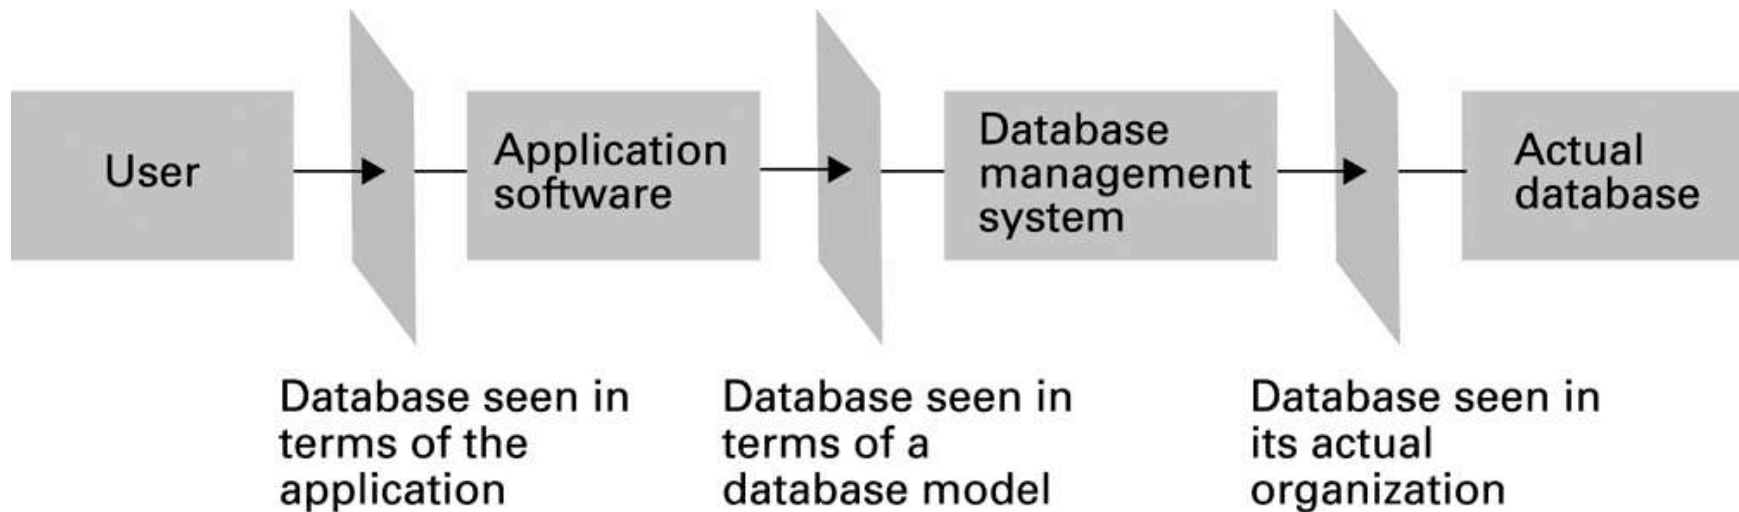 User
Application
software
Database
management
system
Actual
database
Database seen in
terms of the
application
Database seen in
terms of a
database model
Database seen in
its actual
organization